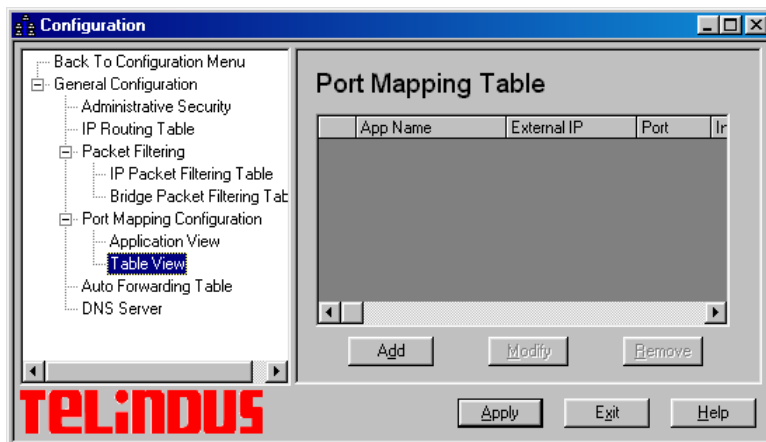 Configuration
Back To Configuration Menu
General Configuration
Administrative Security
IP Routing Table
Packet Filtering
IP Packet Filtering Table
Bridge Packet Filtering Tab
Port Mapping Configuration
Application View
Table View
Auto Forwarding Table
DNS Server
Port Mapping Table
App Name External IP Port In
Add Modify Remove
TELINDUS
Apply Exit Help